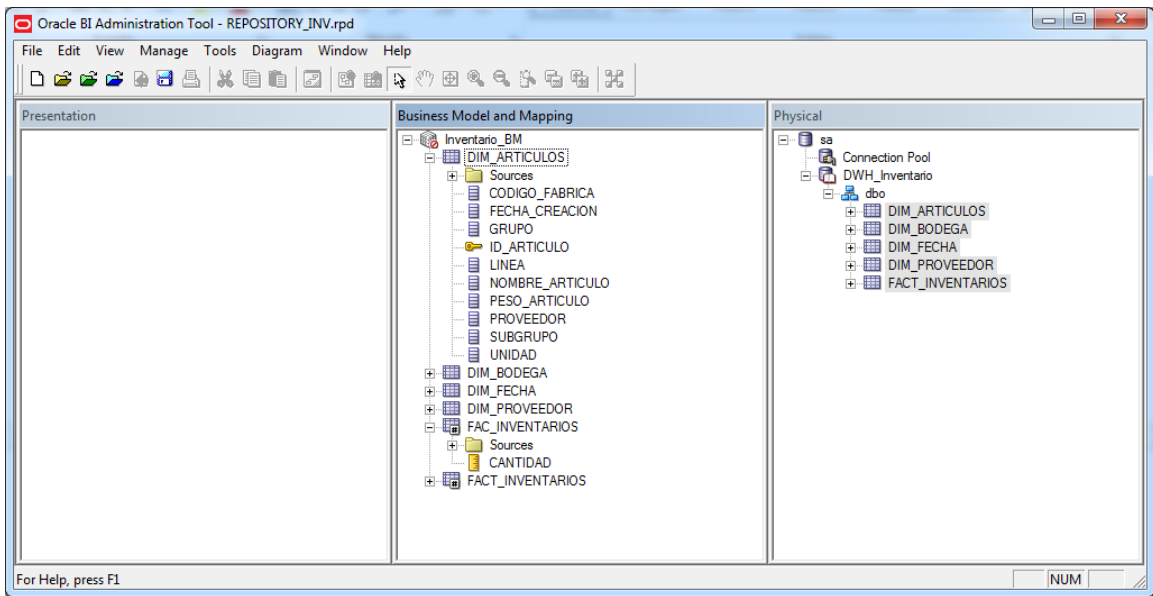 Oracle BI Administration Tool - REPOSITORY_INV.rpd
File Edit View Manage Tools Diagram Window Help
Presentation
Business Model and Mapping
Inventario_BM
DIM_ARTICULOS
Sources
CODIGO_FABRICA
FECHA_CREACION
GRUPO
ID_ARTICULO
LINEA
NOMBRE_ARTICULO
PESO_ARTICULO
PROVEEDOR
SUBGRUPO
UNIDAD
DIM_BODEGA
DIM_FECHA
DIM_PROVEEDOR
FAC_INVENTARIOS
Sources
CANTIDAD
FACT_INVENTARIOS
Physical
sa
Connection Pool
DWH_Inventario
dbo
DIM_ARTICULOS
DIM_BODEGA
DIM_FECHA
DIM_PROVEEDOR
FACT_INVENTARIOS
For Help, press F1
NUM